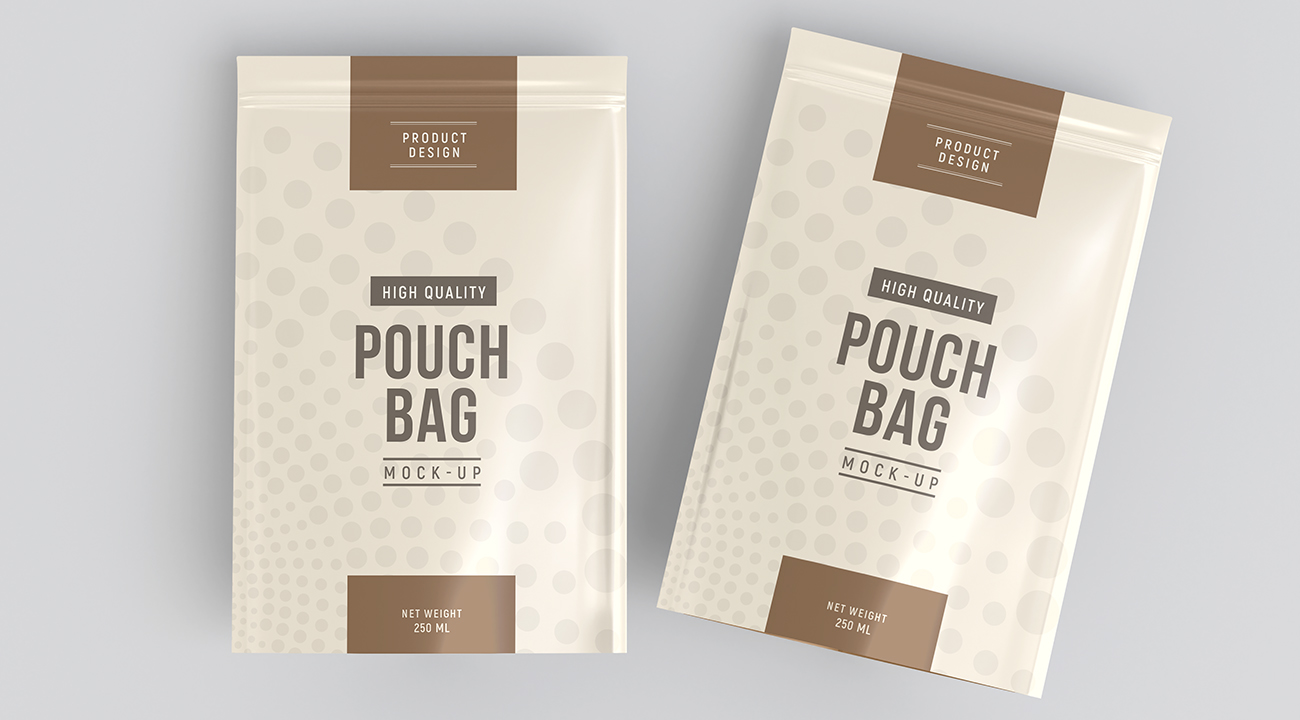 PRODUCT
DESIGN
HIGH QUALITY
POUCH
BAG
MOCK-UP
NET WEIGHT
250 ML
PRODUCT
DESIGN
HIGH QUALITY
POUCH
BAG
MOCK-UP
NET WEIGHT
250 ML